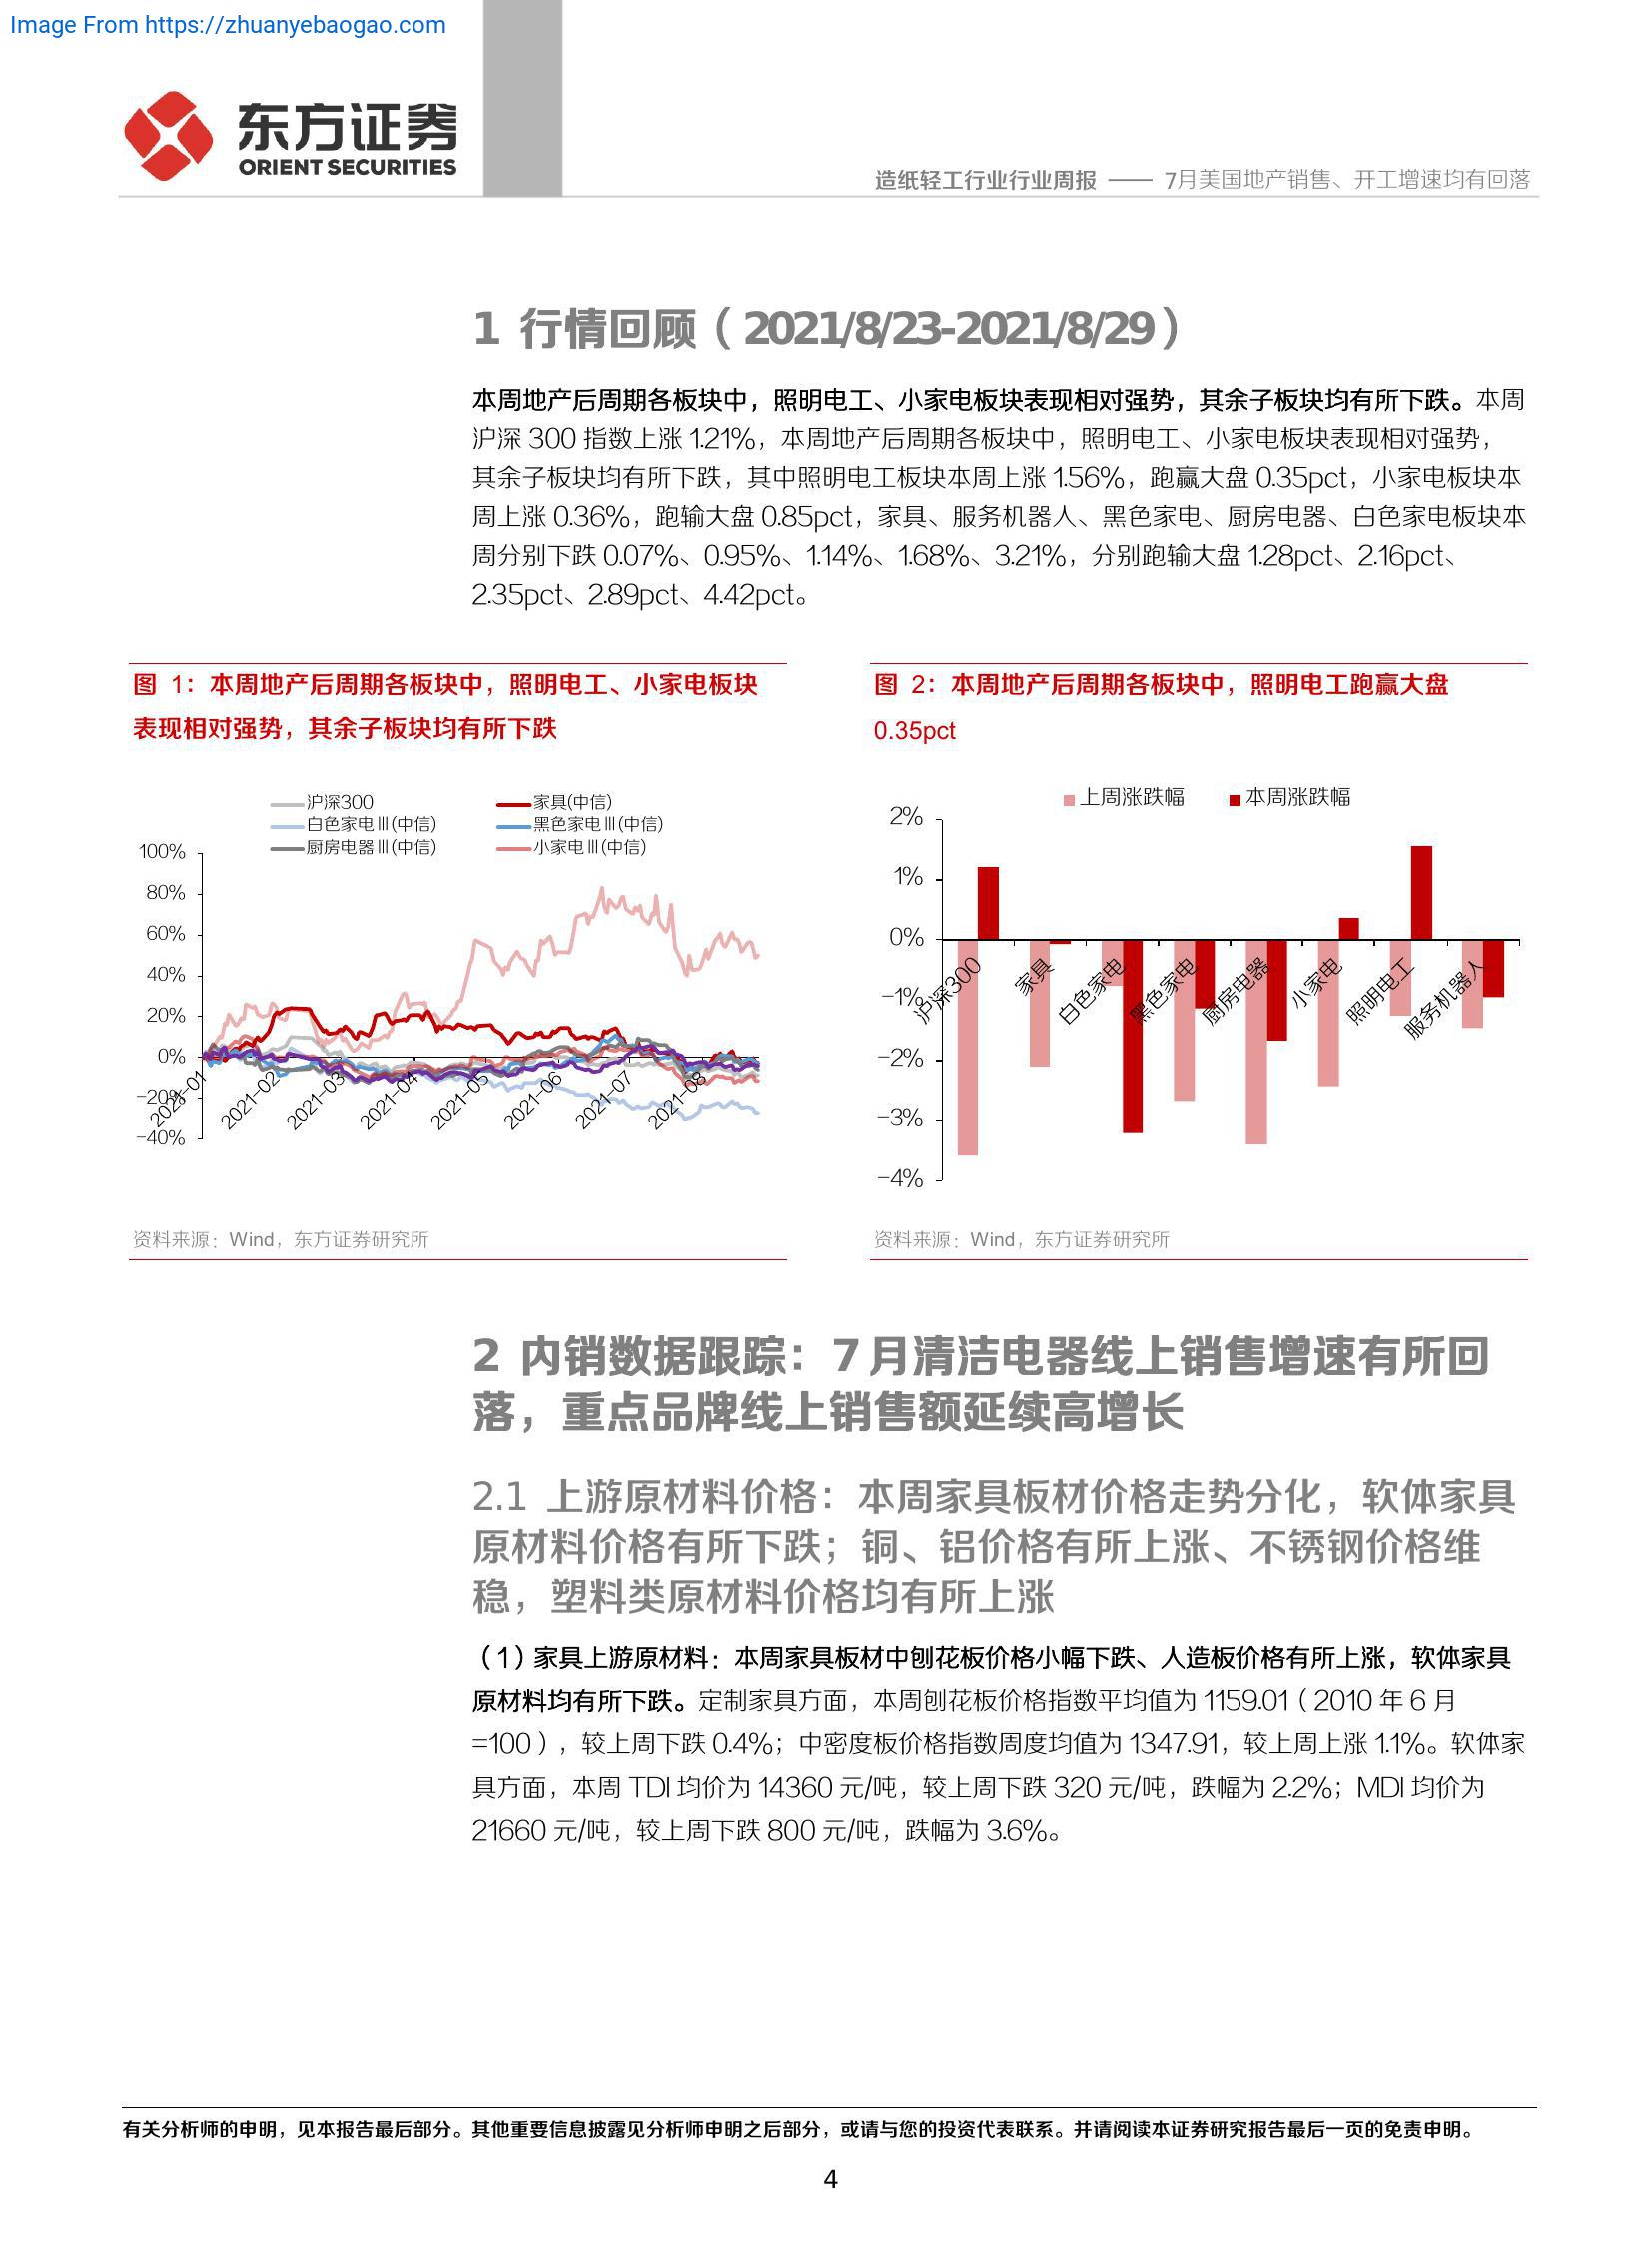 Image From https://zhuanyebaogao.com
东方证券
ORIENT SECURITIES
造纸轻工行业行业周报 —— 7月美国地产销售、开工增速均有回落
1 行情回顾（2021/8/23-2021/8/29）
本周地产后周期各板块中，照明电工、小家电板块表现相对强势，其余子板块均有所下跌。本周
沪深 300 指数上涨 1.21%，本周地产后周期各板块中，照明电工、小家电板块表现相对强势，
其余子板块均有所下跌，其中照明电工板块本周上涨 1.56%，跑赢大盘 0.35pct，小家电板块本
周上涨 0.36%，跑输大盘 0.85pct，家具、服务机器人、黑色家电、厨房电器、白色家电板块本
周分别下跌 0.07%、0.95%、1.14%、1.68%、3.21%，分别跑输大盘 1.28pct、2.16pct、
2.35pct、2.89pct、4.42pct。
图 1：本周地产后周期各板块中，照明电工、小家电板块
表现相对强势，其余子板块均有所下跌
沪深300 家具(中信)
白色家电Ⅲ(中信) 黑色家电Ⅲ(中信)
厨房电器Ⅲ(中信) 小家电Ⅲ(中信)
100%
80%
60%
40%
20%
0%
-20%
-40%
2021-01 2021-02 2021-03 2021-04 2021-05 2021-06 2021-07 2021-08
资料来源：Wind，东方证券研究所
图 2：本周地产后周期各板块中，照明电工跑赢大盘
0.35pct
上周涨跌幅 本周涨跌幅
2%
1%
0%
-1%
-2%
-3%
-4%
沪深300 家具 白色家电 黑色家电 厨房电器 小家电 照明电工 服务机器人
资料来源：Wind，东方证券研究所
2 内销数据跟踪：7 月清洁电器线上销售增速有所回
落，重点品牌线上销售额延续高增长
2.1 上游原材料价格：本周家具板材价格走势分化，软体家具
原材料价格有所下跌；铜、铝价格有所上涨、不锈钢价格维
稳，塑料类原材料价格均有所上涨
（1）家具上游原材料：本周家具板材中刨花板价格小幅下跌、人造板价格有所上涨，软体家具
原材料均有所下跌。定制家具方面，本周刨花板价格指数平均值为 1159.01（2010 年 6 月
=100），较上周下跌 0.4%；中密度板价格指数周度均值为 1347.91，较上周上涨 1.1%。软体家
具方面，本周 TDI 均价为 14360 元/吨，较上周下跌 320 元/吨，跌幅为 2.2%；MDI 均价为
21660 元/吨，较上周下跌 800 元/吨，跌幅为 3.6%。
有关分析师的申明，见本报告最后部分。其他重要信息披露见分析师申明之后部分，或请与您的投资代表联系。并请阅读本证券研究报告最后一页的免责申明。
4